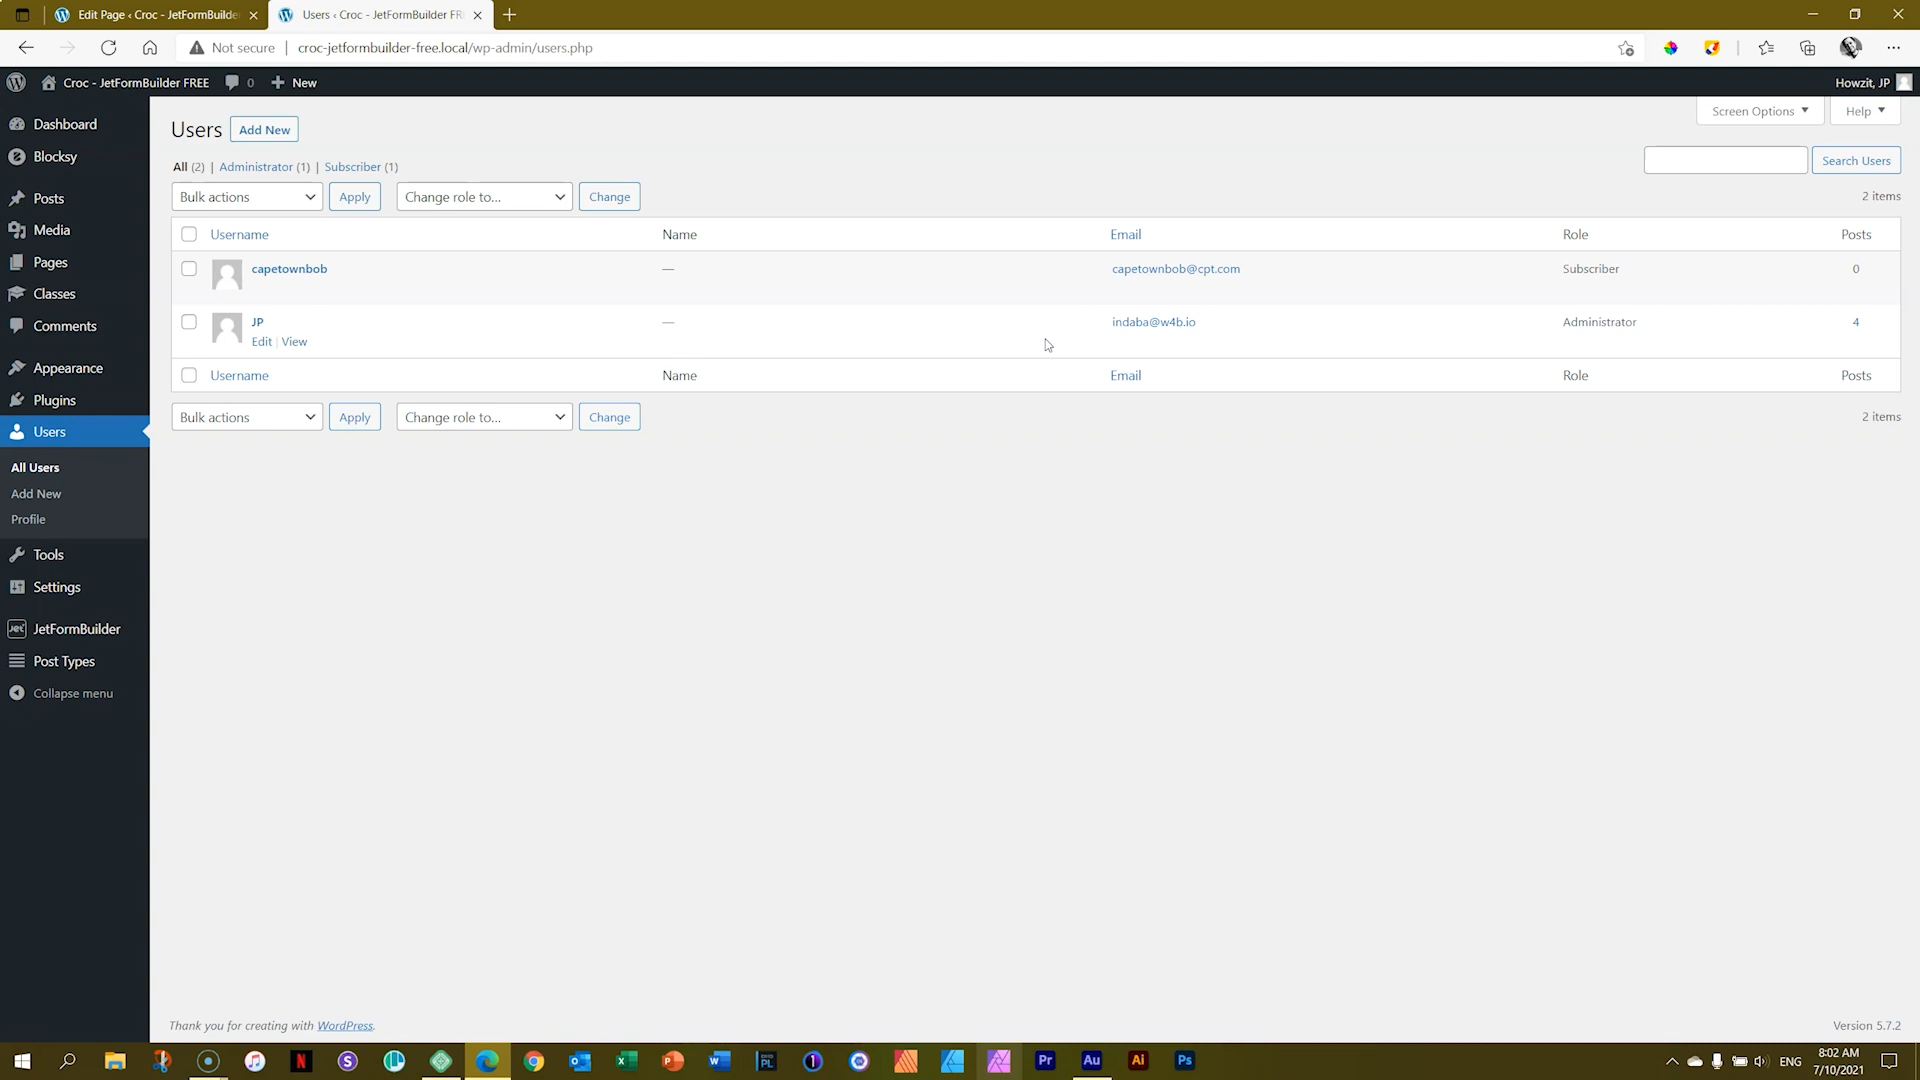 Edit Page ‹ Croc - JetFormBuilde
Users ‹ Croc - JetFormBuilder FR
Not secure
croc-jetformbuilder-free.local/wp-admin/users.php
Croc - JetFormBuilder FREE
0
New
Howzit, JP
Dashboard
Blocksy
Posts
Media
Pages
Classes
Comments
Appearance
Plugins
Users
All Users
Add New
Profile
Tools
Settings
Jet
JetFormBuilder
Post Types
Collapse menu
Users
Add New
Screen Options
Help
All (2) | Administrator (1) | Subscriber (1)
Search Users
Bulk actions
Apply
Change role to...
Change
2 items
Username
Name
Email
Role
Posts
capetownbob
—
capetownbob@cpt.com
Subscriber
0
JP
—
indaba@w4b.io
Administrator
4
Edit | View
Username
Name
Email
Role
Posts
Bulk actions
Apply
Change role to...
Change
2 items
Thank you for creating with WordPress.
Version 5.7.2
Pr
Au
Ai
Ps
ENG
8:02 AM
7/10/2021